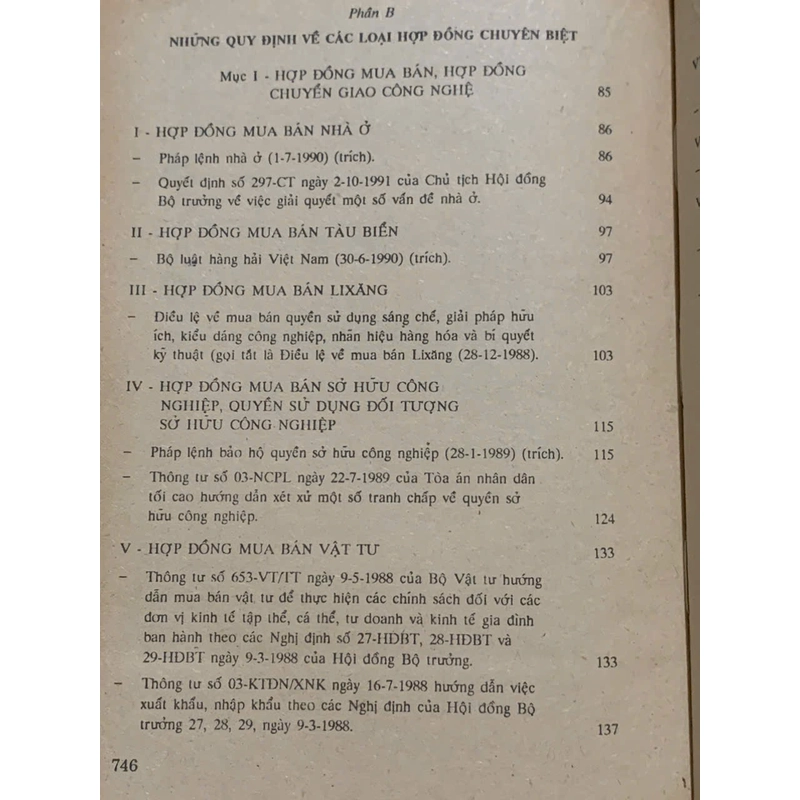 Phần B
NHỮNG QUY ĐỊNH VỀ CÁC LOẠI HỢP ĐỒNG CHUYÊN BIỆT
Mục I - HỢP ĐỒNG MUA BÁN, HỢP ĐỒNG
CHUYỂN GIAO CÔNG NGHỆ 85
I - HỢP ĐỒNG MUA BÁN NHÀ Ở 86
- Pháp lệnh nhà ở (1-7-1990) (trích). 86
- Quyết định số 297-CT ngày 2-10-1991 của Chủ tịch Hội đồng
Bộ trưởng về việc giải quyết một số vấn đề nhà ở. 94
II - HỢP ĐỒNG MUA BÁN TÀU BIỂN 97
- Bộ luật hàng hải Việt Nam (30-6-1990) (trích). 97
III - HỢP ĐỒNG MUA BÁN LIXĂNG 103
- Điều lệ về mua bán quyền sử dụng sáng chế, giải pháp hữu
ích, kiểu dáng công nghiệp, nhãn hiệu hàng hóa và bí quyết
kỹ thuật (gọi tắt là Điều lệ về mua bán Lixăng (28-12-1988). 103
IV - HỢP ĐỒNG MUA BÁN SỞ HỮU CÔNG
NGHIỆP, QUYỀN SỬ DỤNG ĐỐI TƯỢNG
SỞ HỮU CÔNG NGHIỆP 115
- Pháp lệnh bảo hộ quyền sở hữu công nghiệp (28-1-1989) (trích). 115
- Thông tư số 03-NCPL ngày 22-7-1989 của Tòa án nhân dân
tối cao hướng dẫn xét xử một số tranh chấp về quyền sở
hữu công nghiệp. 124
V - HỢP ĐỒNG MUA BÁN VẬT TƯ 133
- Thông tư số 653-VT/TT ngày 9-5-1988 của Bộ Vật tư hướng
dẫn mua bán vật tư để thực hiện các chính sách đối với các
đơn vị kinh tế tập thể, cá thể, tư doanh và kinh tế gia đình
ban hành theo các Nghị định số 27-HĐBT, 28-HĐBT và
29-HĐBT ngày 9-3-1988 của Hội đồng Bộ trưởng. 133
- Thông tư số 03-KTĐN/XNK ngày 16-7-1988 hướng dẫn việc
xuất khẩu, nhập khẩu theo các Nghị định của Hội đồng Bộ
trưởng 27, 28, 29, ngày 9-3-1988. 137
746